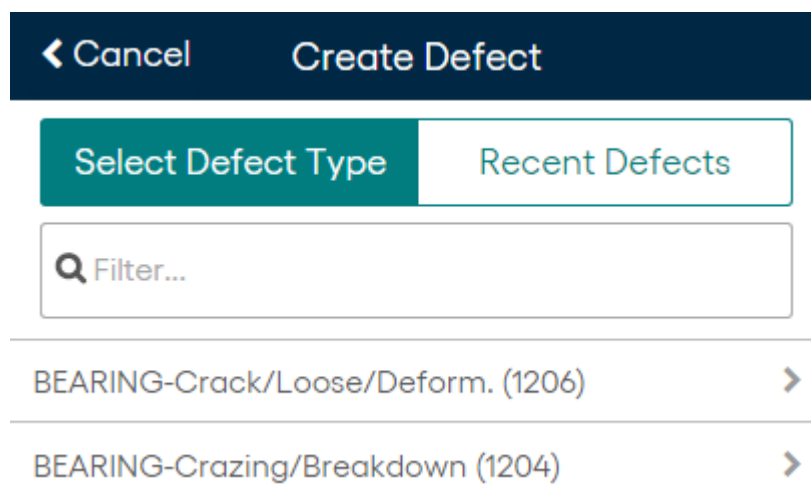 Cancel Create Defect
Select Defect Type Recent Defects
Filter...
BEARING-Crack/Loose/Deform. (1206)
BEARING-Crazing/Breakdown (1204)